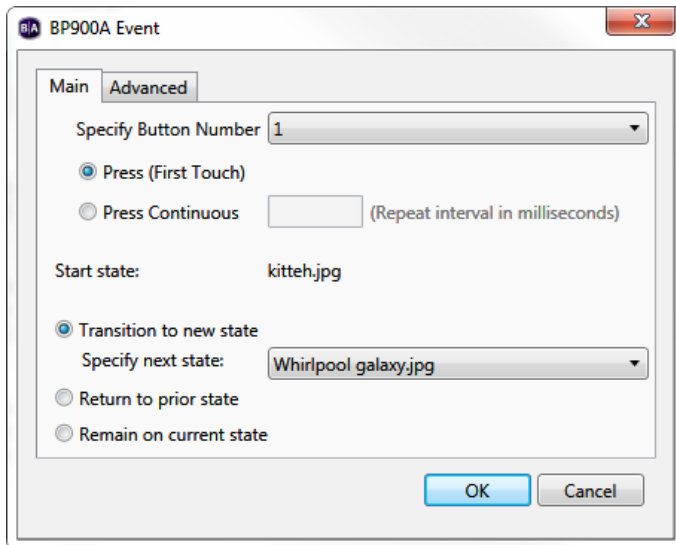 B|A BP900A Event
Main Advanced
Specify Button Number 1
Press (First Touch)
Press Continuous (Repeat interval in milliseconds)
Start state: kitteh.jpg
Transition to new state
Specify next state: Whirlpool galaxy.jpg
Return to prior state
Remain on current state
OK Cancel